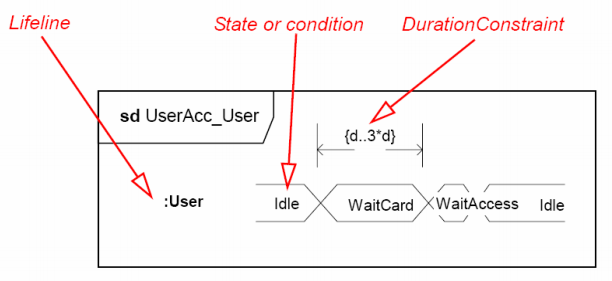 Lifeline State or condition DurationConstraint
sd UserAcc_User
{d..3*d}
:User Idle WaitCard WaitAccess Idle